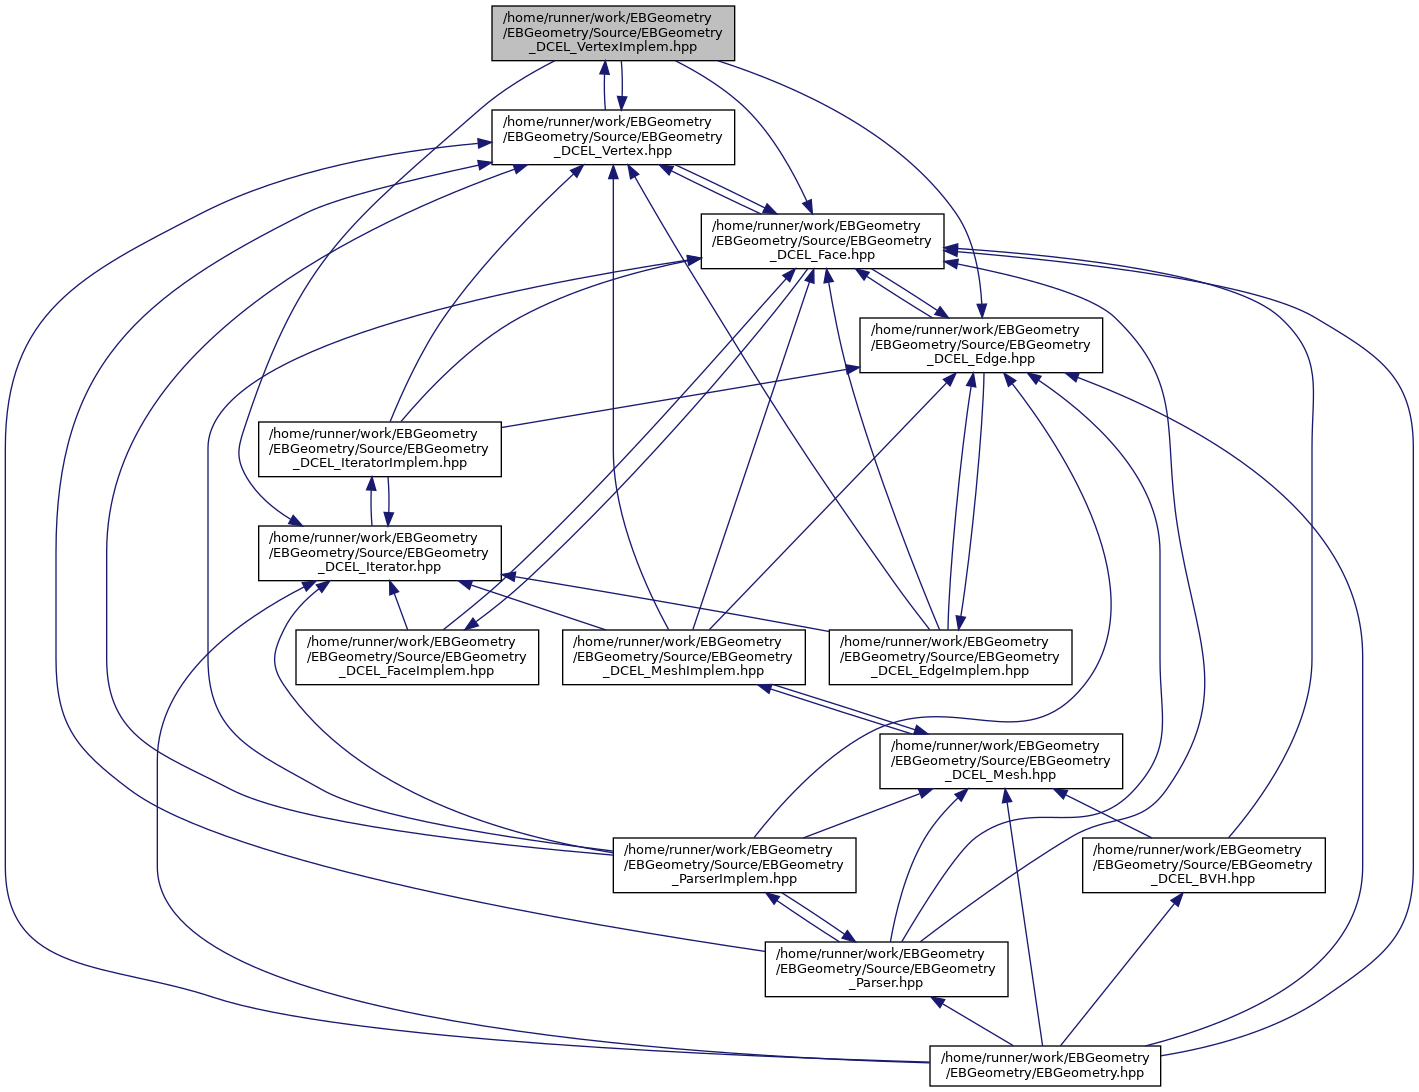 /home/runner/work/EBGeometry
/EBGeometry/Source/EBGeometry
_DCEL_VertexImplem.hpp
/home/runner/work/EBGeometry
/EBGeometry/Source/EBGeometry
_DCEL_Vertex.hpp
/home/runner/work/EBGeometry
/EBGeometry/Source/EBGeometry
_DCEL_Face.hpp
/home/runner/work/EBGeometry
/EBGeometry/Source/EBGeometry
_DCEL_Edge.hpp
/home/runner/work/EBGeometry
/EBGeometry/Source/EBGeometry
_DCEL_IteratorImplem.hpp
/home/runner/work/EBGeometry
/EBGeometry/Source/EBGeometry
_DCEL_Iterator.hpp
/home/runner/work/EBGeometry
/EBGeometry/Source/EBGeometry
_DCEL_FaceImplem.hpp
/home/runner/work/EBGeometry
/EBGeometry/Source/EBGeometry
_DCEL_MeshImplem.hpp
/home/runner/work/EBGeometry
/EBGeometry/Source/EBGeometry
_DCEL_EdgeImplem.hpp
/home/runner/work/EBGeometry
/EBGeometry/Source/EBGeometry
_DCEL_Mesh.hpp
/home/runner/work/EBGeometry
/EBGeometry/Source/EBGeometry
_ParserImplem.hpp
/home/runner/work/EBGeometry
/EBGeometry/Source/EBGeometry
_DCEL_BVH.hpp
/home/runner/work/EBGeometry
/EBGeometry/Source/EBGeometry
_Parser.hpp
/home/runner/work/EBGeometry
/EBGeometry/EBGeometry.hpp